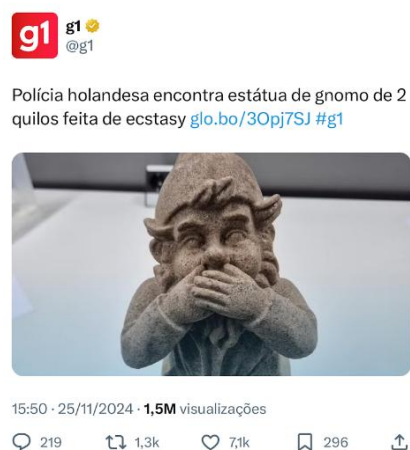 g1
g1
@g1
Polícia holandesa encontra estátua de gnomo de 2
quilos feita de ecstasy glo.bo/3Opj7SJ #g1
15:50 · 25/11/2024 · 1,5M visualizações
219 1,3k 7,1k 296